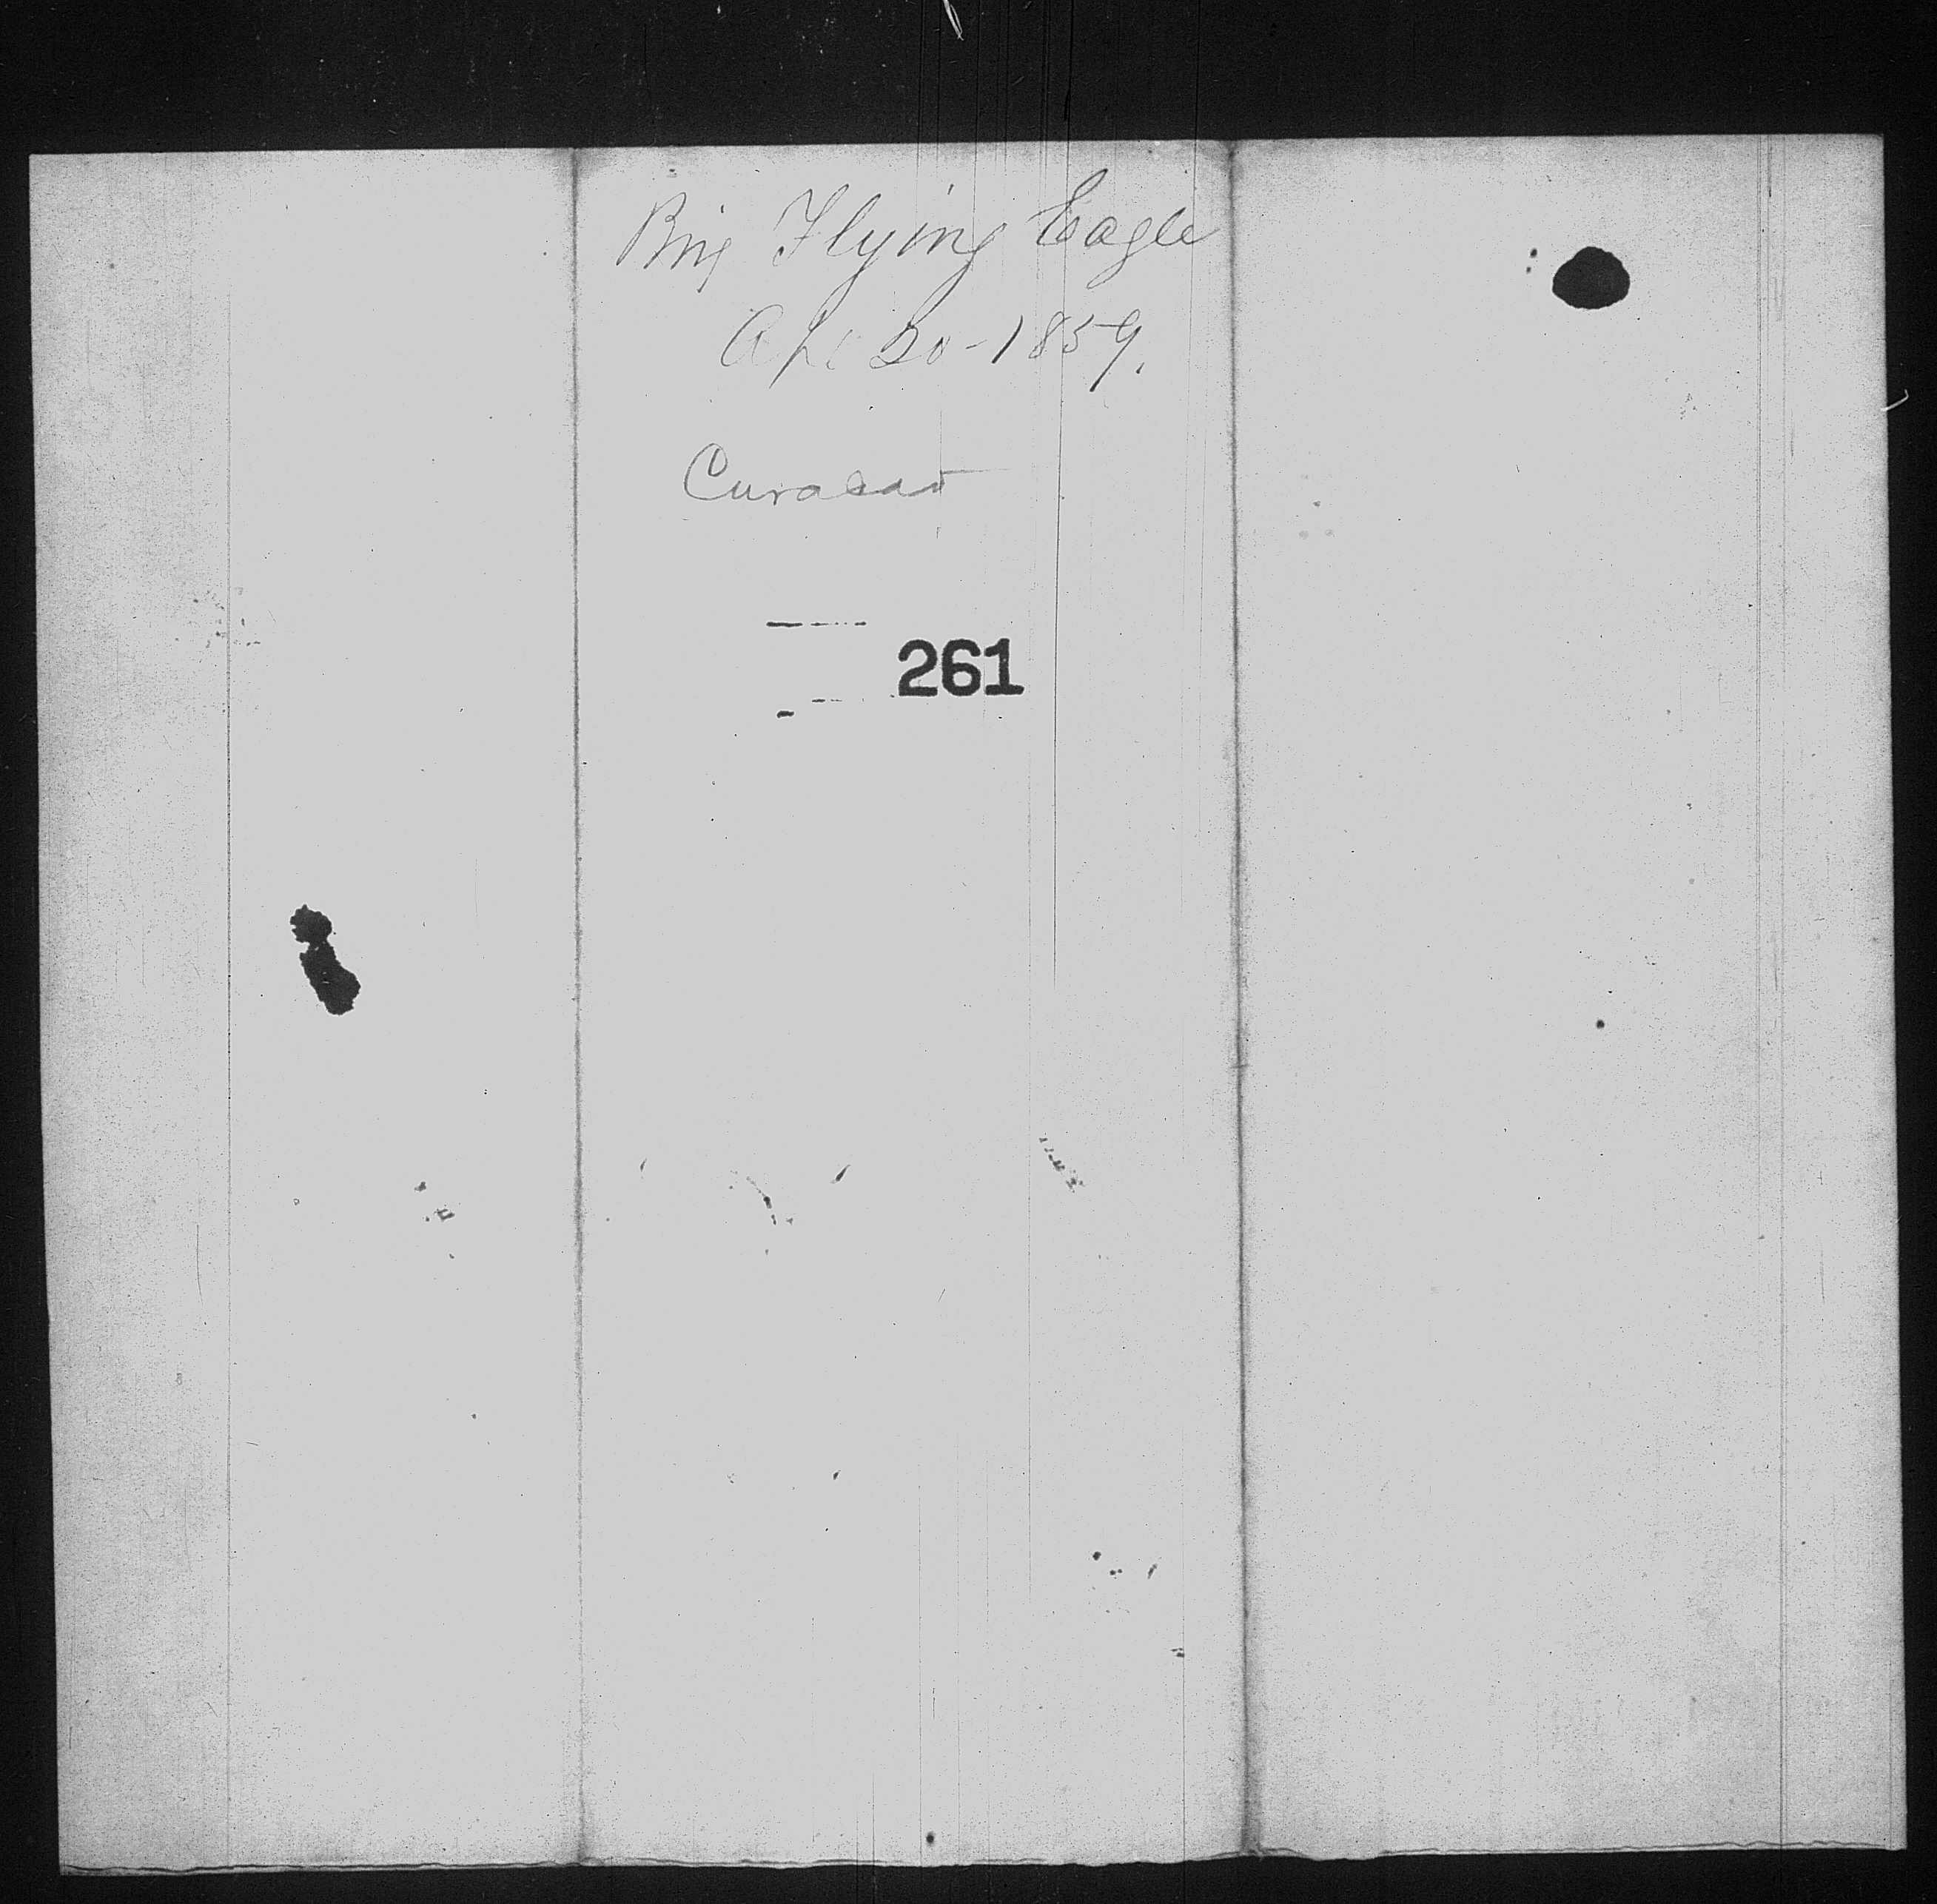 Brig Flying Eagle
Apl 20-1859.
Curacao
261